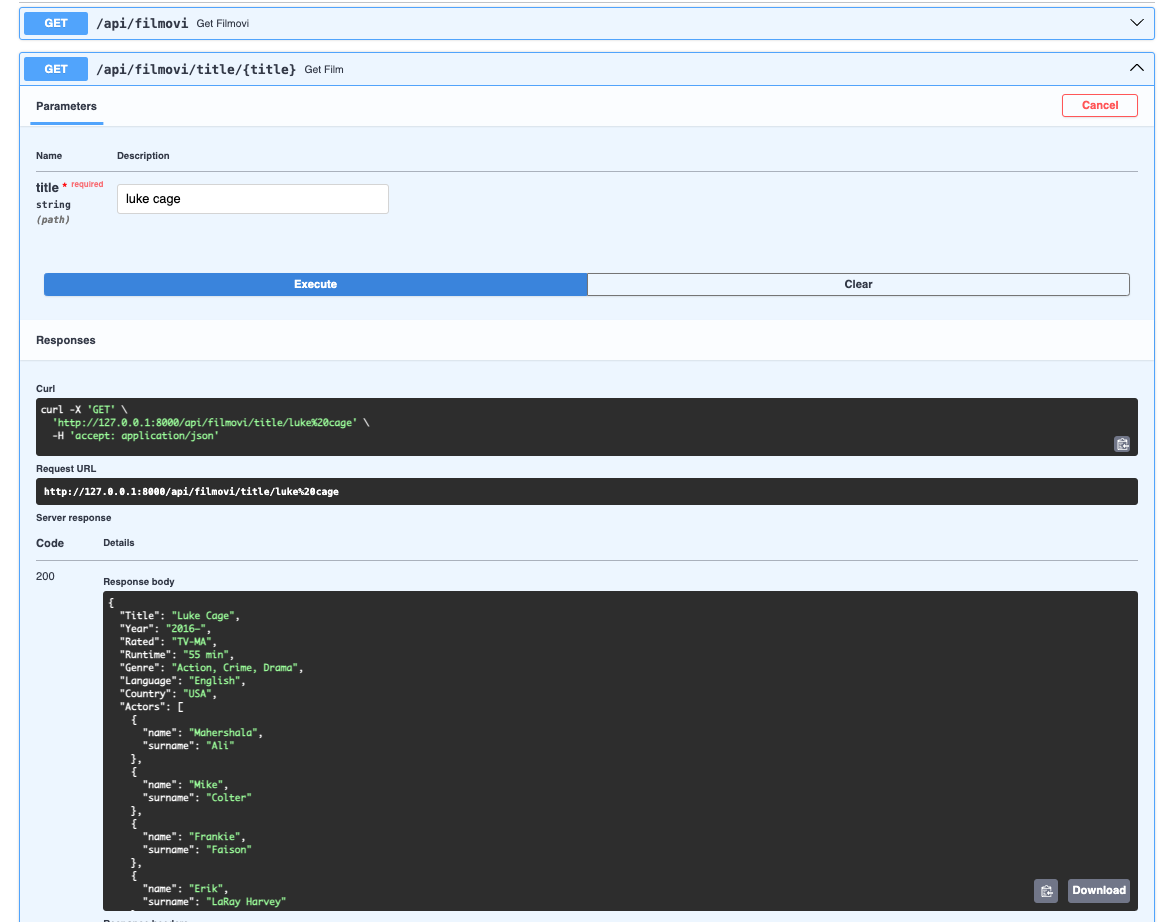 GET /api/filmovi Get Filmovi
GET /api/filmovi/title/{title} Get Film
Parameters
Cancel
Name Description
title * required
string
(path)
luke cage
Execute Clear
Responses
Curl
curl -X 'GET' \
'http://127.0.0.1:8000/api/filmovi/title/luke%20cage' \
-H 'accept: application/json'
Request URL
http://127.0.0.1:8000/api/filmovi/title/luke%20cage
Server response
Code Details
200
Response body
{
"Title": "Luke Cage",
"Year": "2016–",
"Rated": "TV-MA",
"Runtime": "55 min",
"Genre": "Action, Crime, Drama",
"Language": "English",
"Country": "USA",
"Actors": [
{
"name": "Mahershala",
"surname": "Ali"
},
{
"name": "Mike",
"surname": "Colter"
},
{
"name": "Frankie",
"surname": "Faison"
},
{
"name": "Erik",
"surname": "LaRay Harvey"
Download